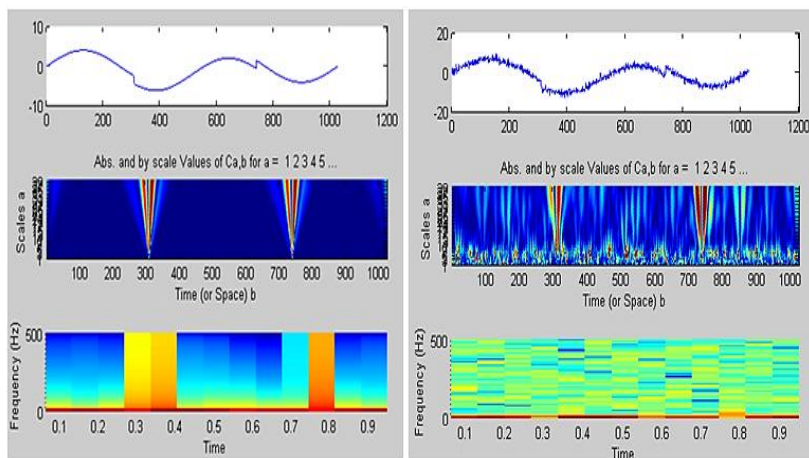 10
0
-10
0 200 400 600 800 1000 1200
Abs. and by scale Values of Ca,b for a = 1 2 3 4 5 ...
Scales a
100 200 300 400 500 600 700 800 900 1000
Time (or Space) b
500
0
Frequency (Hz)
0.1 0.2 0.3 0.4 0.5 0.6 0.7 0.8 0.9
Time
20
0
-20
0 200 400 600 800 1000 1200
Abs. and by scale Values of Ca,b for a = 1 2 3 4 5 ...
Scales a
100 200 300 400 500 600 700 800 900 1000
Time (or Space) b
500
0
Frequency (Hz)
0.1 0.2 0.3 0.4 0.5 0.6 0.7 0.8 0.9
Time